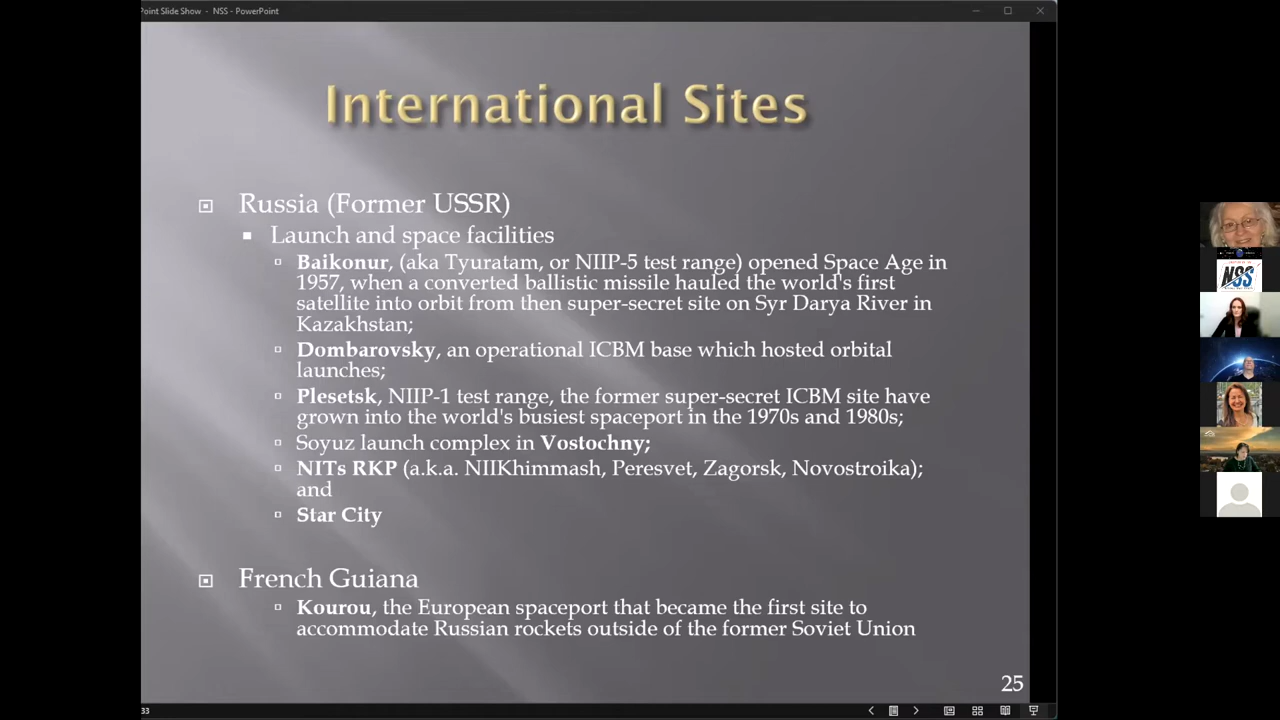 Point Slide Show - NSS - PowerPoint
International Sites
Russia (Former USSR)
Launch and space facilities
Baikonur, (aka Tyuratam, or NIIP-5 test range) opened Space Age in
1957, when a converted ballistic missile hauled the world's first
satellite into orbit from then super-secret site on Syr Darya River in
Kazakhstan;
Dombarovsky, an operational ICBM base which hosted orbital
launches;
Plesetsk, NIIP-1 test range, the former super-secret ICBM site have
grown into the world's busiest spaceport in the 1970s and 1980s;
Soyuz launch complex in Vostochny;
NITs RKP (a.k.a. NIIKhimmash, Peresvet, Zagorsk, Novostroika);
and
Star City
French Guiana
Kourou, the European spaceport that became the first site to
accommodate Russian rockets outside of the former Soviet Union
25
33
NSS